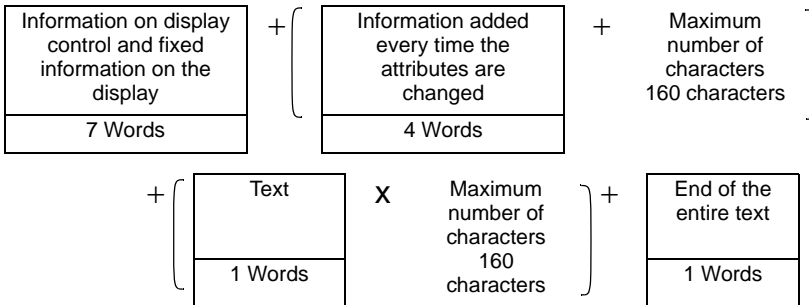 Information on display
control and fixed
information on the
display
7 Words
+
Information added
every time the
attributes are
changed
4 Words
+
Maximum
number of
characters
160 characters
+
Text
1 Words
X
Maximum
number of
characters
160
characters
+
End of the
entire text
1 Words